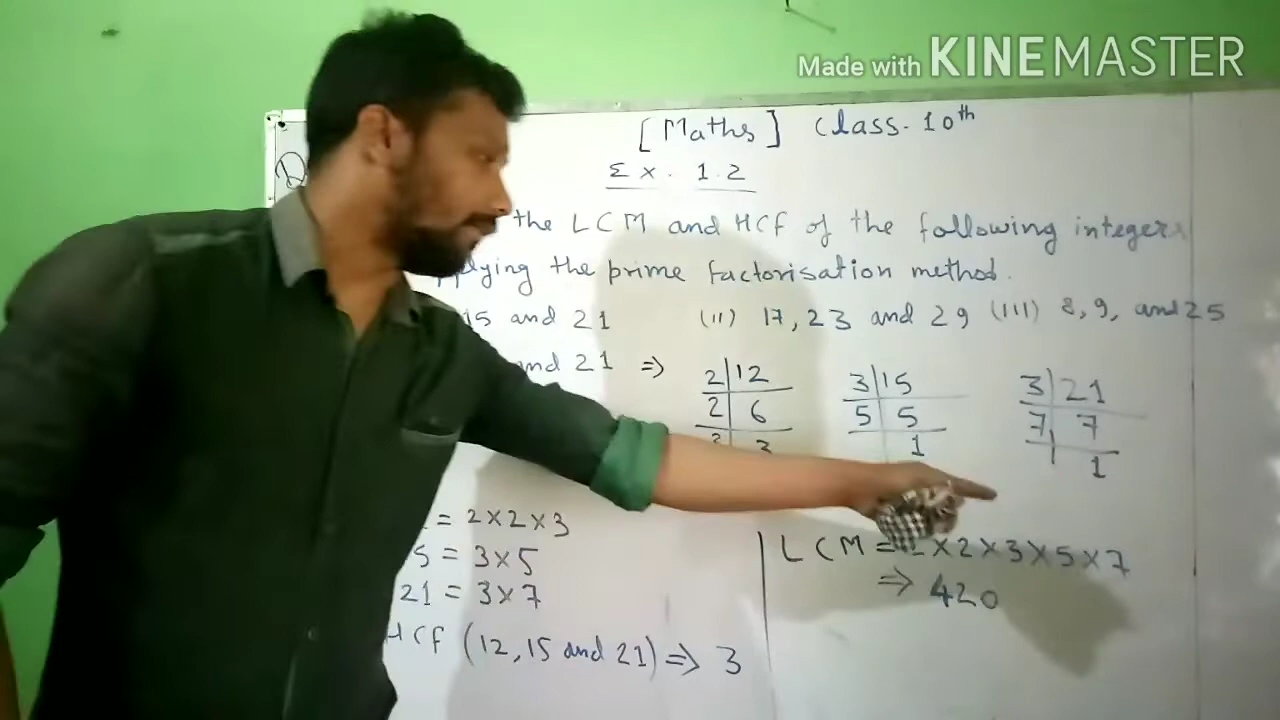 Made with KINEMASTER
[Maths] Class-10th
Ex. 1.2
the LCM and HCF of the following integers
pplying the prime factorisation method.
15 and 21 (II) 17, 23 and 29 (III) 8, 9, and 25
and 21 =>
2 12
2 6
3
3 15
5 5
1
3 21
7 7
1
= 2×2×3
5 = 3×5
21 = 3×7
HCF (12, 15 and 21) => 3
LCM = 2×2×3×5×7
=> 420